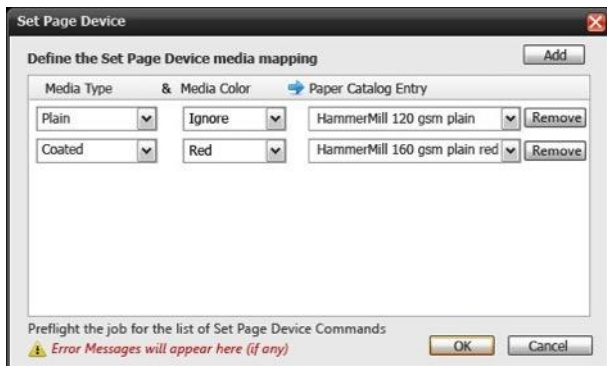 Set Page Device
Define the Set Page Device media mapping Add
Media Type & Media Color Paper Catalog Entry
Plain Ignore HammerMill 120 gsm plain Remove
Coated Red HammerMill 160 gsm plain red Remove
Preflight the job for the list of Set Page Device Commands
Error Messages will appear here (if any) OK Cancel